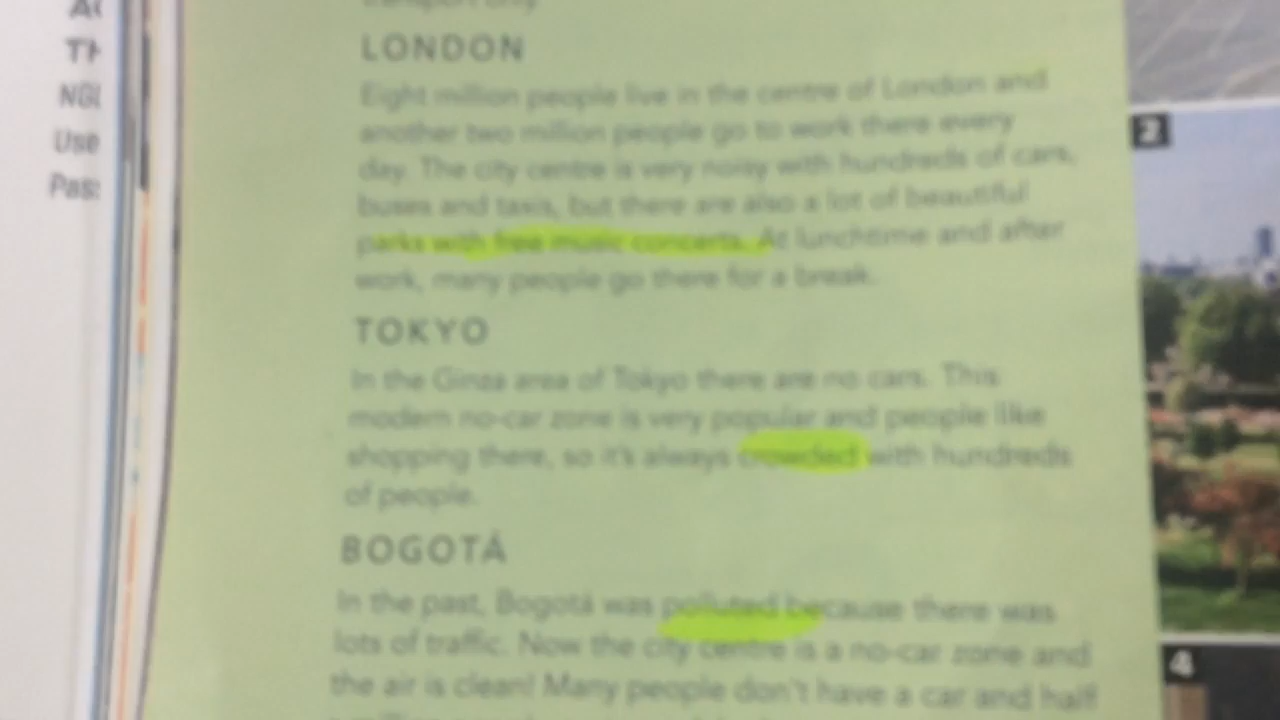 transport only.
LONDON
Eight million people live in the centre of London and
another two million people go to work there every
day. The city centre is very noisy with hundreds of cars,
buses and taxis, but there are also a lot of beautiful
parks with free music concerts. At lunchtime and after
work, many people go there for a break.
TOKYO
In the Ginza area of Tokyo there are no cars. This
modern no-car zone is very popular and people like
shopping there, so it's always crowded with hundreds
of people.
BOGOTÁ
In the past, Bogotá was polluted because there was
lots of traffic. Now the city centre is a no-car zone and
the air is clean! Many people don't have a car and half
Use
2
4